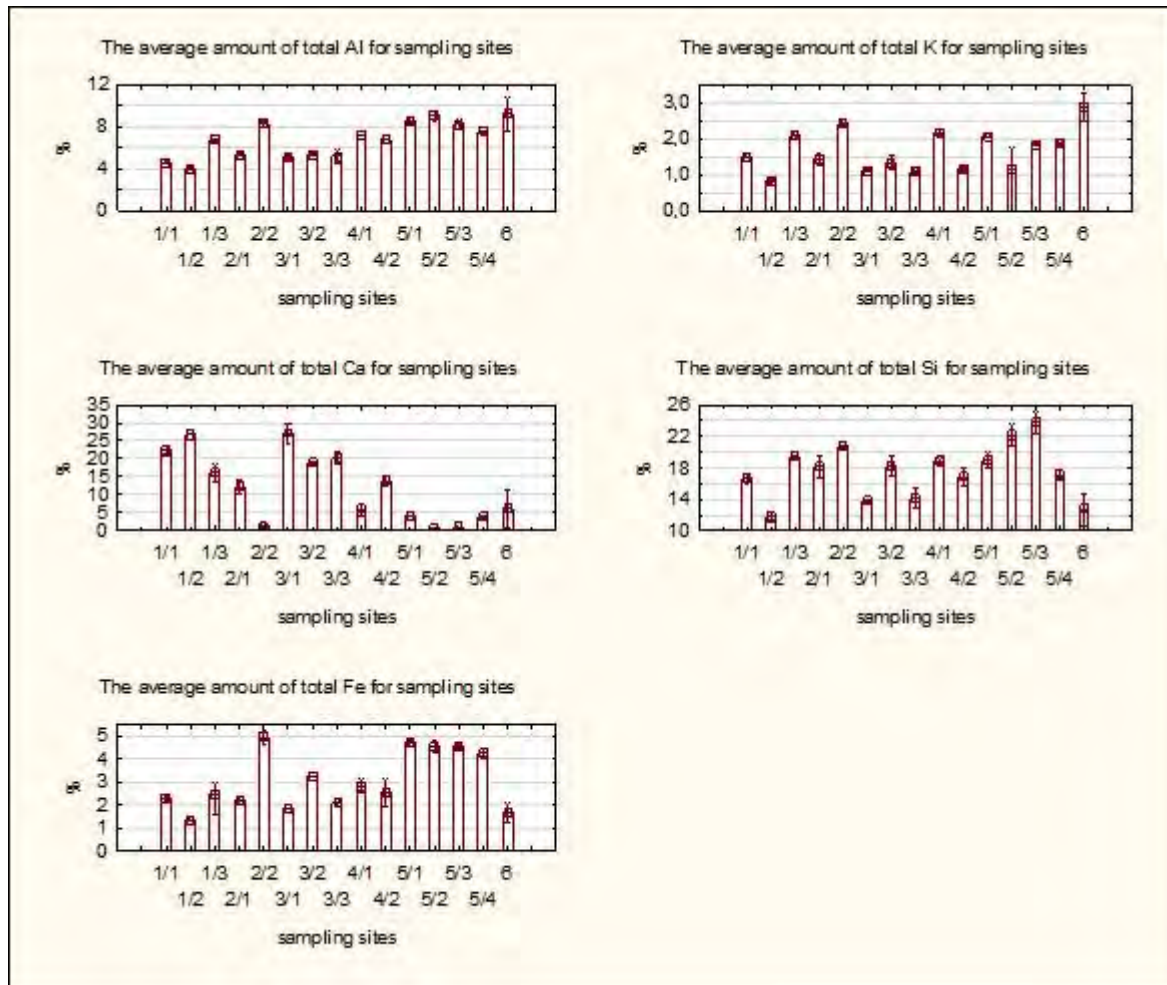 The average amount of total Al for sampling sites
12
8
4
0
%
1/1 1/3 2/2 3/2 4/1 5/1 5/3 6
1/2 2/1 3/1 3/3 4/2 5/2 5/4
sampling sites
The average amount of total K for sampling sites
3,0
2,0
1,0
0,0
%
1/1 1/3 2/2 3/2 4/1 5/1 5/3 6
1/2 2/1 3/1 3/3 4/2 5/2 5/4
sampling sites
The average amount of total Ca for sampling sites
35
30
25
20
15
10
5
0
%
1/1 1/3 2/2 3/2 4/1 5/1 5/3 6
1/2 2/1 3/1 3/3 4/2 5/2 5/4
sampling sites
The average amount of total Si for sampling sites
26
22
18
14
10
%
1/1 1/3 2/2 3/2 4/1 5/1 5/3 6
1/2 2/1 3/1 3/3 4/2 5/2 5/4
sampling sites
The average amount of total Fe for sampling sites
5
4
3
2
1
0
%
1/1 1/3 2/2 3/2 4/1 5/1 5/3 6
1/2 2/1 3/1 3/3 4/2 5/2 5/4
sampling sites